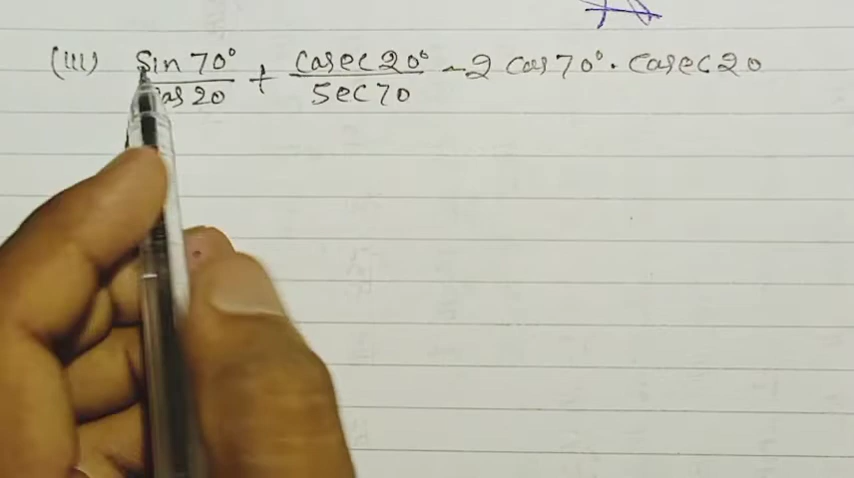 (III) Sin 70° / Cos 20 + Cosec 20° / Sec 70 - 2 Cos 70° . Cosec 20